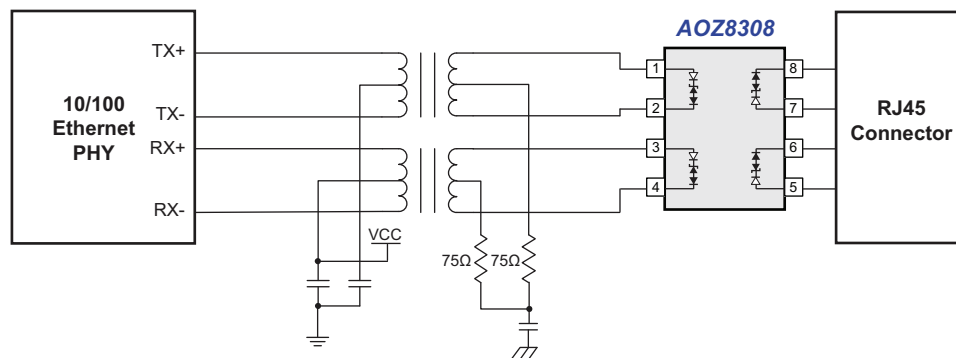 AOZ8308
TX+
10/100
Ethernet
PHY
TX-
RX+
RX-
1
8
2
7
3
6
4
5
RJ45
Connector
VCC
75Ω
75Ω